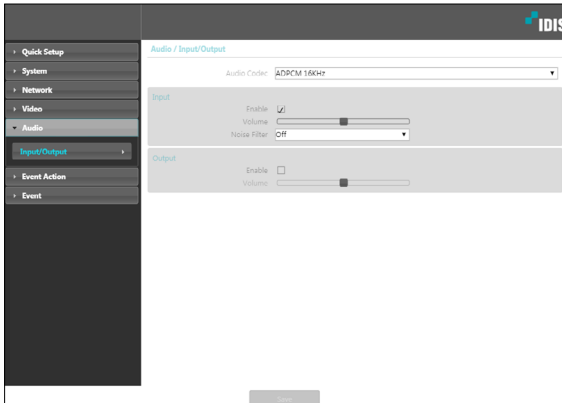 IDIS
Quick Setup
System
Network
Video
Audio
Input/Output
Event Action
Event
Audio / Input/Output
Audio Codec ADPCM 16KHz
Input
Enable
Volume
Noise Filter Off
Output
Enable
Volume
Save